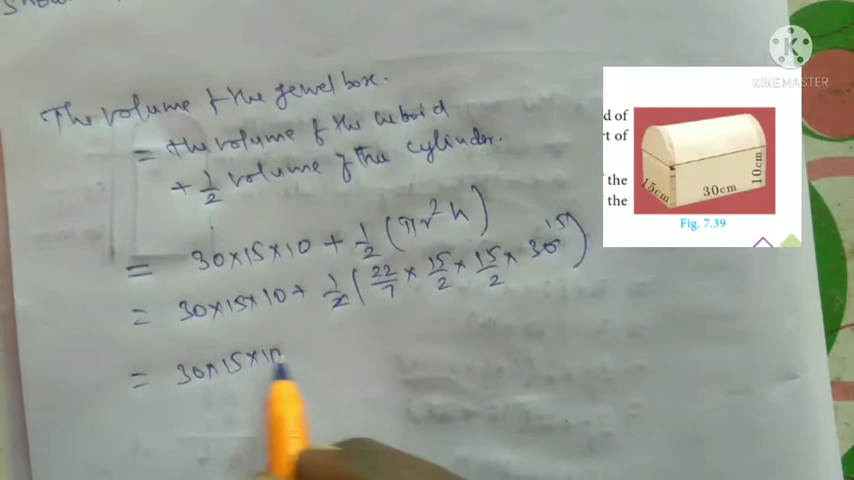 The volume of the jewel box.
= the volume of the cuboid
+ 1/2 volume of the cylinder.
= 30×15×10 + 1/2 (πr²h)
= 30×15×10 + 1/2 (22/7 × 15/2 × 15/2 × 30 15)
= 30×15×10
KINEMASTER
d of
rt of
the
the
15cm
30cm
10cm
Fig. 7.39